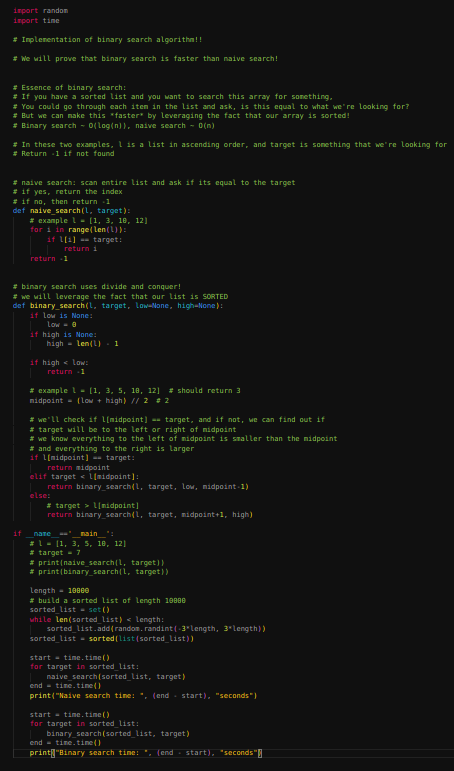 import random
import time

# Implementation of binary search algorithm!!

# We will prove that binary search is faster than naive search!


# Essence of binary search:
# If you have a sorted list and you want to search this array for something,
# You could go through each item in the list and ask, is this equal to what we're looking for?
# But we can make this *faster* by leveraging the fact that our array is sorted!
# Binary search ~ O(log(n)), naive search ~ O(n)

# In these two examples, l is a list in ascending order, and target is something that we're looking for
# Return -1 if not found


# naive search: scan entire list and ask if its equal to the target
# if yes, return the index
# if no, then return -1
def naive_search(l, target):
    # example l = [1, 3, 10, 12]
    for i in range(len(l)):
        if l[i] == target:
            return i
    return -1


# binary search uses divide and conquer!
# we will leverage the fact that our list is SORTED
def binary_search(l, target, low=None, high=None):
    if low is None:
        low = 0
    if high is None:
        high = len(l) - 1

    if high < low:
        return -1

    # example l = [1, 3, 5, 10, 12]  # should return 3
    midpoint = (low + high) // 2  # 2

    # we'll check if l[midpoint] == target, and if not, we can find out if
    # target will be to the left or right of midpoint
    # we know everything to the left of midpoint is smaller than the midpoint
    # and everything to the right is larger
    if l[midpoint] == target:
        return midpoint
    elif target < l[midpoint]:
        return binary_search(l, target, low, midpoint-1)
    else:
        # target > l[midpoint]
        return binary_search(l, target, midpoint+1, high)

if __name__=='__main__':
    # l = [1, 3, 5, 10, 12]
    # target = 7
    # print(naive_search(l, target))
    # print(binary_search(l, target))

    length = 10000
    # build a sorted list of length 10000
    sorted_list = set()
    while len(sorted_list) < length:
        sorted_list.add(random.randint(-3*length, 3*length))
    sorted_list = sorted(list(sorted_list))

    start = time.time()
    for target in sorted_list:
        naive_search(sorted_list, target)
    end = time.time()
    print("Naive search time: ", (end - start), "seconds")

    start = time.time()
    for target in sorted_list:
        binary_search(sorted_list, target)
    end = time.time()
    print("Binary search time: ", (end - start), "seconds")